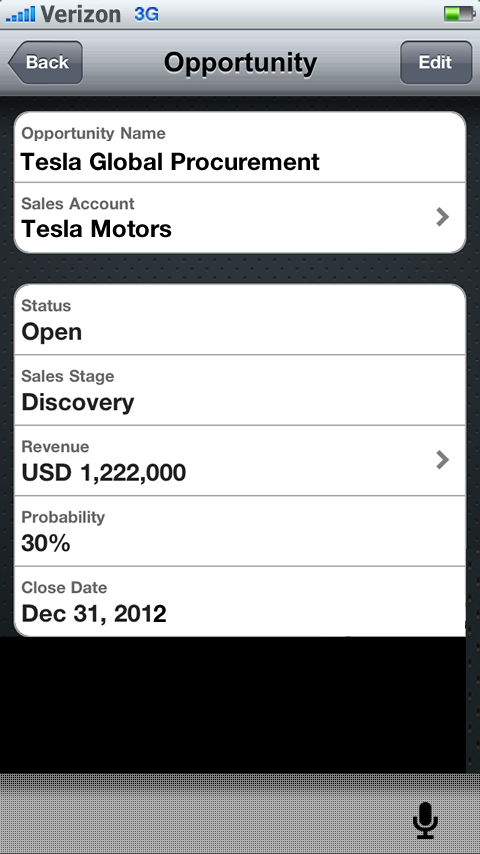 Verizon 3G
Back Opportunity Edit
Opportunity Name
Tesla Global Procurement
Sales Account
Tesla Motors
Status
Open
Sales Stage
Discovery
Revenue
USD 1,222,000
Probability
30%
Close Date
Dec 31, 2012